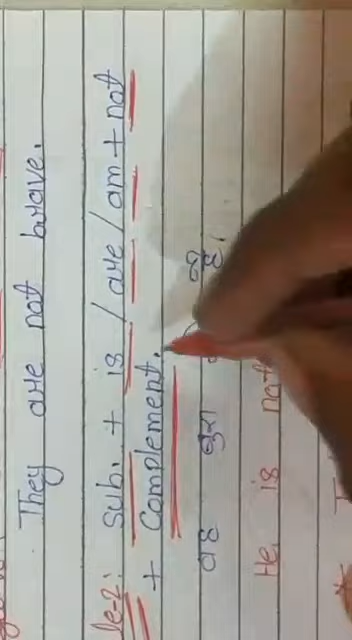 They are not brave.
le-2: Sub. + is / are / am + not
+ Complement.
वह बुरा है।
He is not